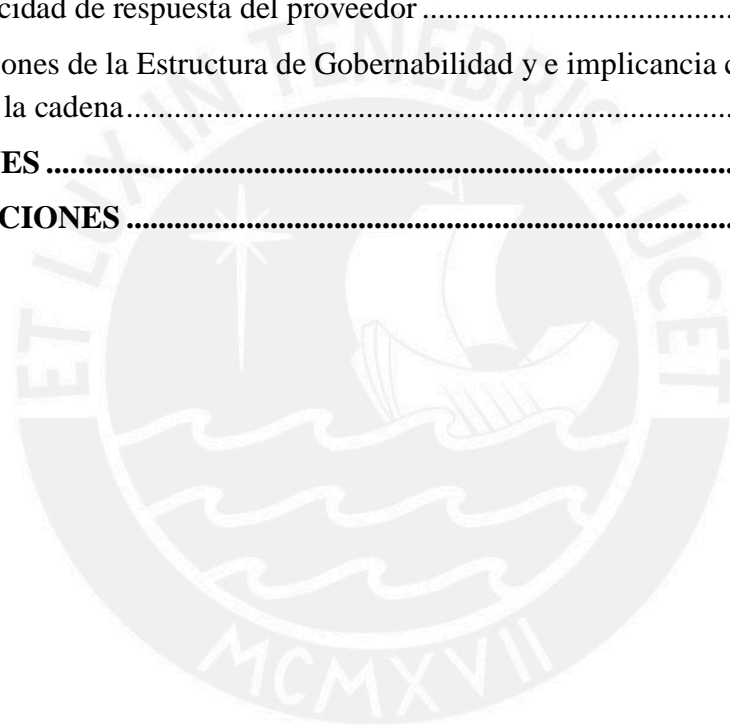 cidad de respuesta del proveedor ..........................................
ones de la Estructura de Gobernabilidad y e implicancia
la cadena...............................................................................
ES ..........................................................................................
CIONES ................................................................................
ET LUX IN TENEBRIS LUCET
MCMXVII